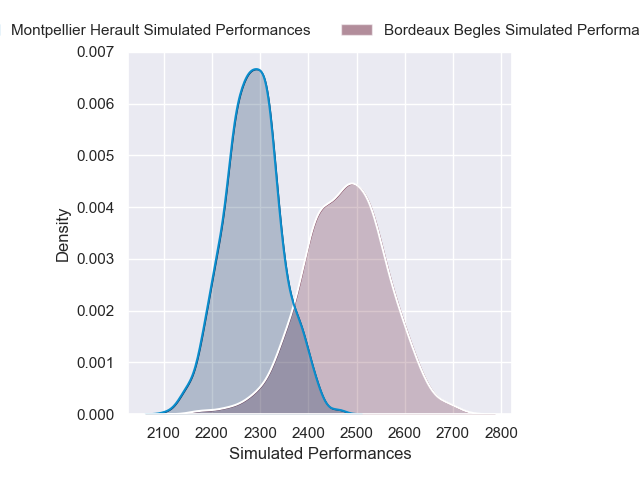 Montpellier Herault Simulated Performances Bordeaux Begles Simulated Performa
0.007
0.006
0.005
0.004
0.003
0.002
0.001
0.000
Density
2100 2200 2300 2400 2500 2600 2700 2800
Simulated Performances